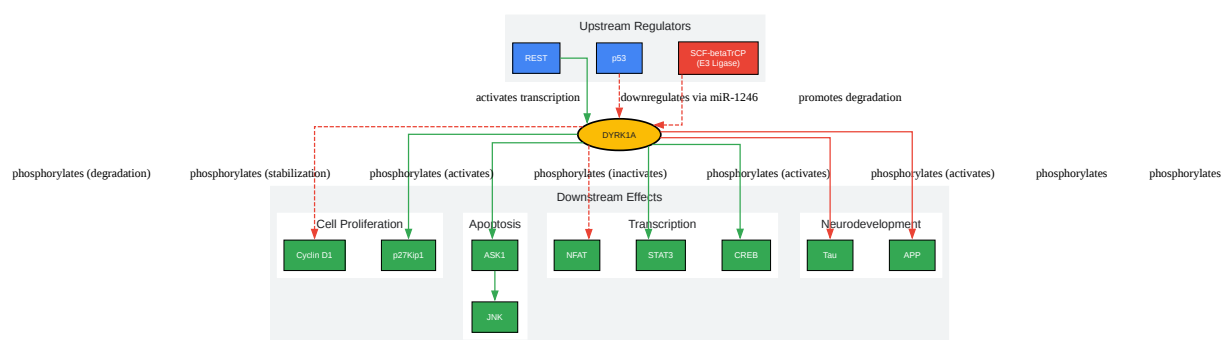 Upstream Regulators
REST
p53
SCF-betaTrCP
(E3 Ligase)
activates transcription
downregulates via miR-1246
promotes degradation
DYRK1A
phosphorylates (degradation)
phosphorylates (stabilization)
phosphorylates (activates)
phosphorylates (inactivates)
phosphorylates (activates)
phosphorylates (activates)
phosphorylates
phosphorylates
Downstream Effects
Cell Proliferation
Apoptosis
Transcription
Neurodevelopment
Cyclin D1
p27Kip1
ASK1
NFAT
STAT3
CREB
Tau
APP
JNK